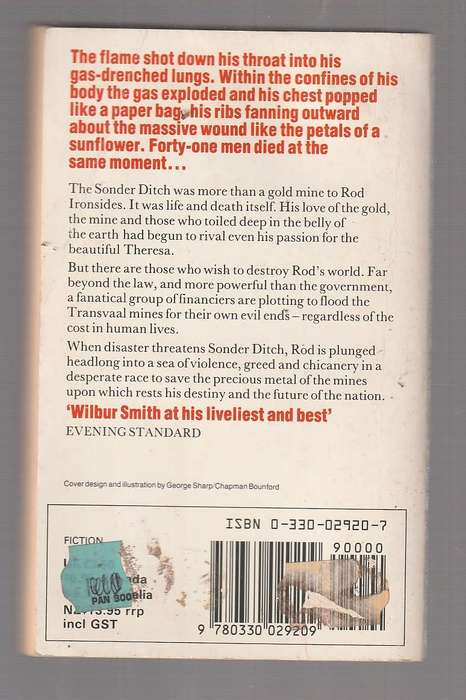 The flame shot down his throat into his
gas-drenched lungs. Within the confines of his
body the gas exploded and his chest popped
like a paper bag, his ribs fanning outward
about the massive wound like the petals of a
sunflower. Forty-one men died at the
same moment...
The Sonder Ditch was more than a gold mine to Rod
Ironsides. It was life and death itself. His love of the gold,
the mine and those who toiled deep in the belly of
the earth had begun to rival even his passion for the
beautiful Theresa.
But there are those who wish to destroy Rod's world. Far
beyond the law, and more powerful than the government,
a fanatical group of financiers are plotting to flood the
Transvaal mines for their own evil ends – regardless of the
cost in human lives.
When disaster threatens Sonder Ditch, Rod is plunged
headlong into a sea of violence, greed and chicanery in a
desperate race to save the precious metal of the mines
upon which rests his destiny and the future of the nation.
'Wilbur Smith at his liveliest and best'
EVENING STANDARD
Cover design and illustration by George Sharp/Chapman Bounford
ISBN 0-330-02920-7
90000
FICTION
PAN BOO
rrp
incl GST
9 780330 029209